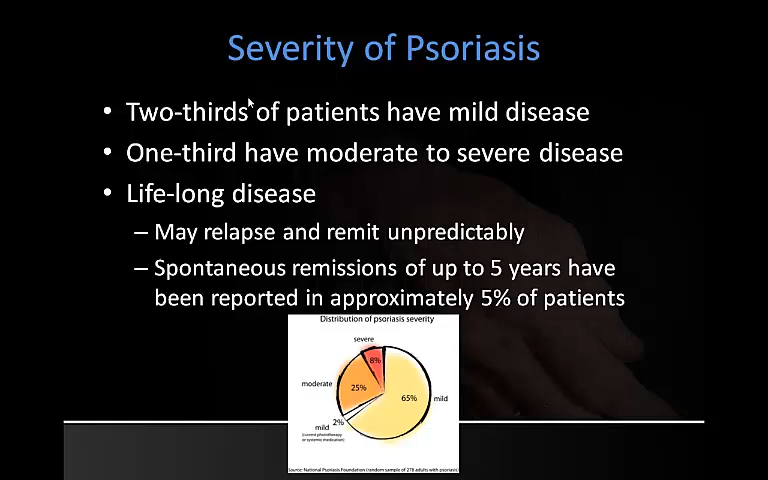 Severity of Psoriasis
• Two-thirds of patients have mild disease
• One-third have moderate to severe disease
• Life-long disease
– May relapse and remit unpredictably
– Spontaneous remissions of up to 5 years have
been reported in approximately 5% of patients
Distribution of psoriasis severity
severe
8%
moderate
25%
65%
mild
2%
mild
(current phototherapy
or systemic medication)
Source: National Psoriasis Foundation (random sample of 278 adults with psoriasis)